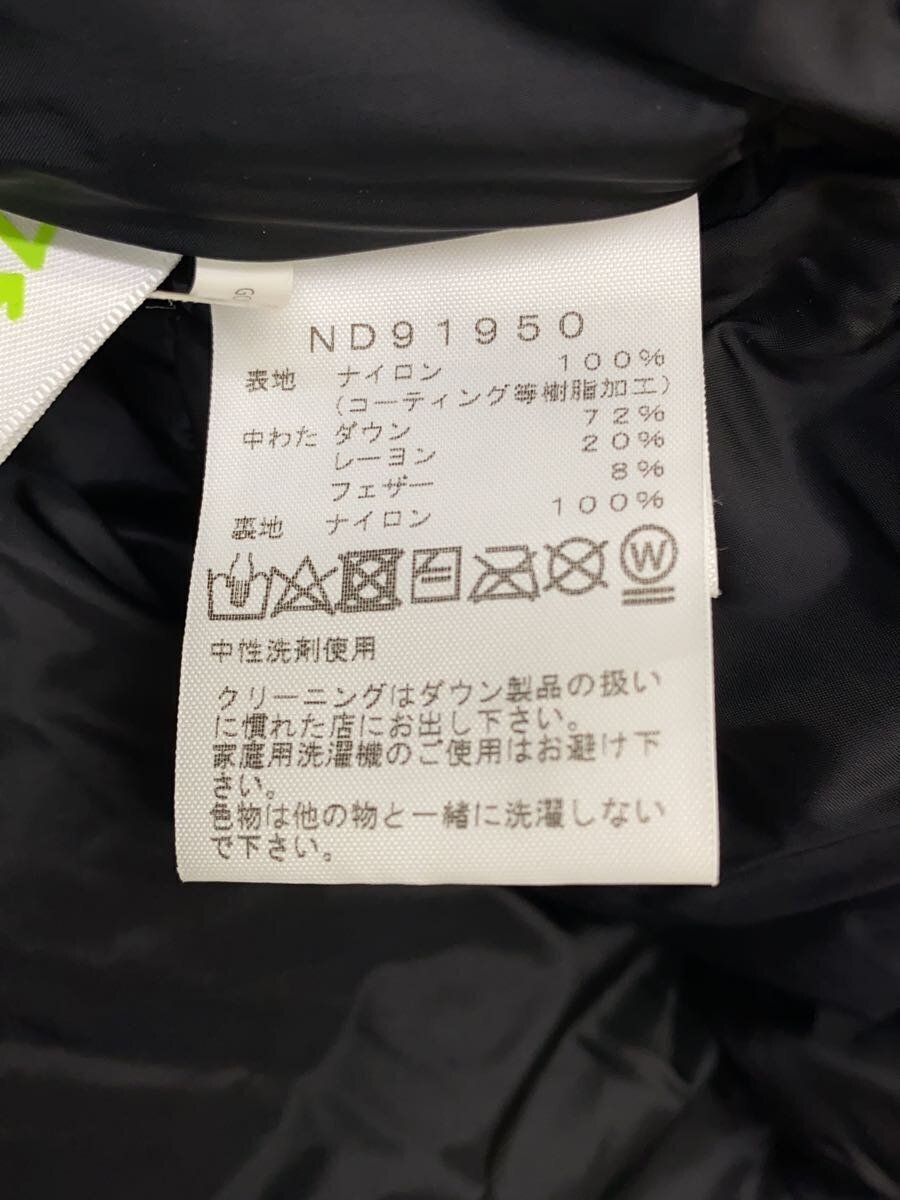 ND91950
表地 ナイロン 100%
(コーティング等樹脂加工)
中わた ダウン 72%
レーヨン 20%
フェザー 8%
裏地 ナイロン 100%
W
中性洗剤使用
クリーニングはダウン製品の扱い
に慣れた店にお出し下さい。
家庭用洗濯機のご使用はお避け下
さい。
色物は他の物と一緒に洗濯しない
で下さい。